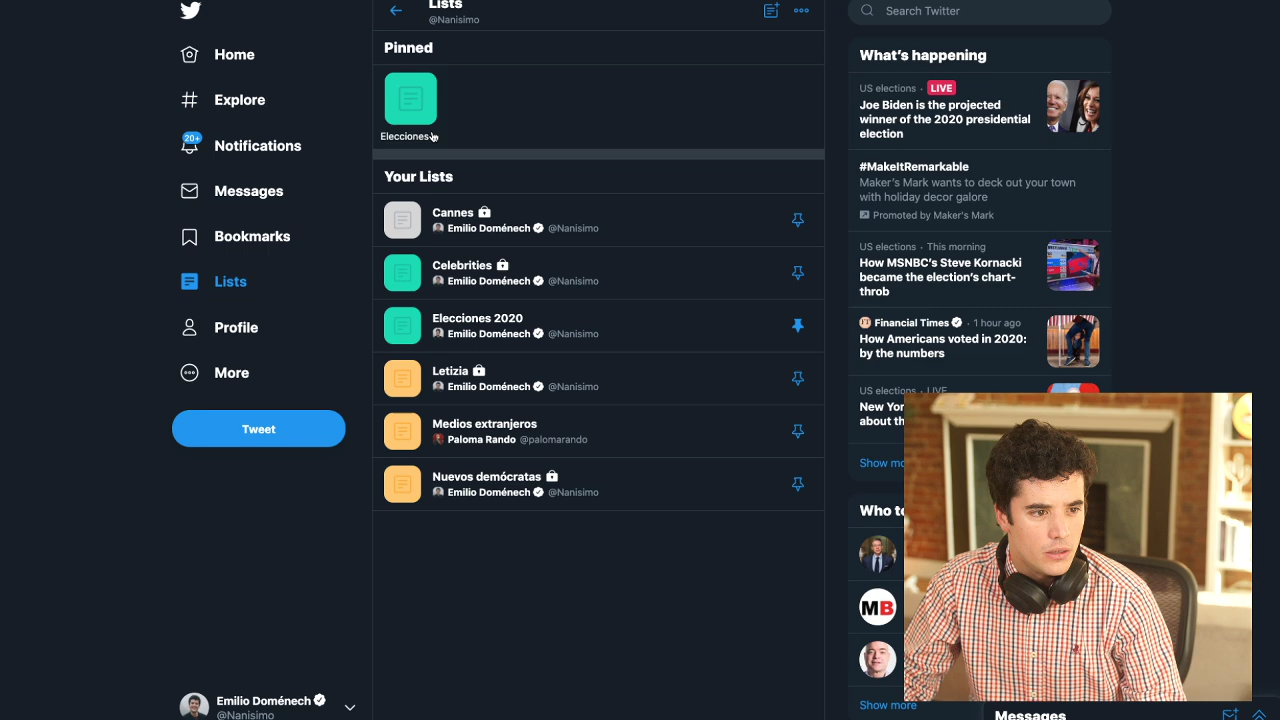 Home
Explore
20+
Notifications
Messages
Bookmarks
Lists
Profile
More
Tweet
Emilio Doménech
@Nanisimo
Lists
@Nanisimo
Pinned
Elecciones
Your Lists
Cannes
Emilio Doménech @Nanisimo
Celebrities
Emilio Doménech @Nanisimo
Elecciones 2020
Emilio Doménech @Nanisimo
Letizia
Emilio Doménech @Nanisimo
Medios extranjeros
Paloma Rando @palomarando
Nuevos demócratas
Emilio Doménech @Nanisimo
Search Twitter
What's happening
US elections · LIVE
Joe Biden is the projected
winner of the 2020 presidential
election
#MakeItRemarkable
Maker's Mark wants to deck out your town
with holiday decor galore
Promoted by Maker's Mark
US elections · This morning
How MSNBC's Steve Kornacki
became the election's chart-
throb
Financial Times · 1 hour ago
How Americans voted in 2020:
by the numbers
US elections · LIVE
New Yor
about th
Show mo
Who to
MB
Show more
Messages